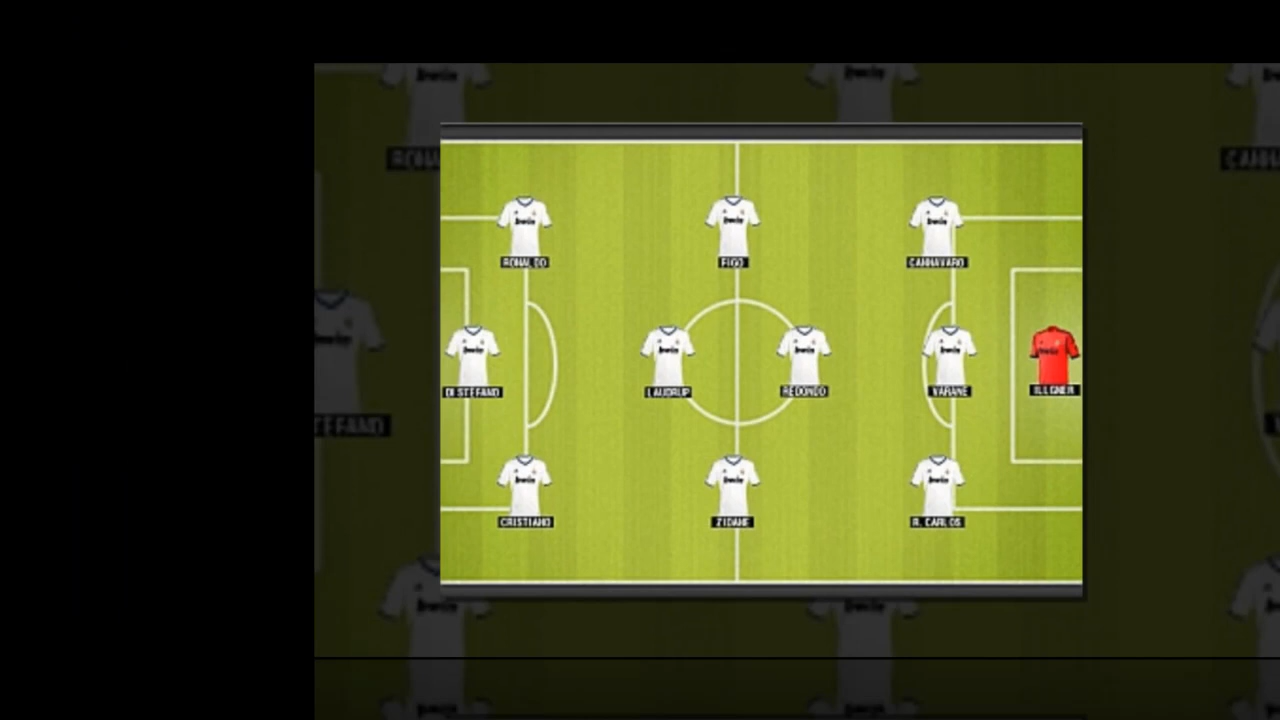 RONALDO
FIGO
CANNAVARO
DI STEFANO
LAUDRUP
REDONDO
VARANE
ILLGNER
CRISTIANO
ZIDANE
R. CARLOS